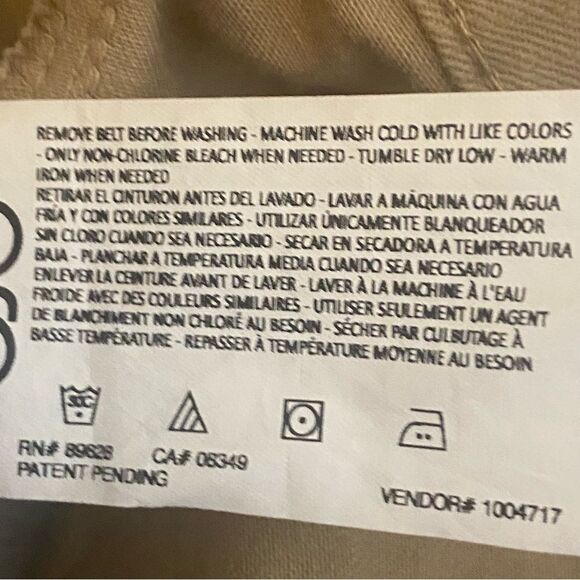 REMOVE BELT BEFORE WASHING - MACHINE WASH COLD WITH LIKE COLORS
- ONLY NON-CHLORINE BLEACH WHEN NEEDED - TUMBLE DRY LOW - WARM
IRON WHEN NEEDED
RETIRAR EL CINTURON ANTES DEL LAVADO - LAVAR A MÁQUINA CON AGUA
FRÍA Y CON COLORES SIMILARES - UTILIZAR ÚNICAMENTE BLANQUEADOR
SIN CLORO CUANDO SEA NECESARIO - SECAR EN SECADORA A TEMPERATURA
BAJA - PLANCHAR A TEMPERATURA MEDIA CUANDO SEA NECESARIO
ENLEVER LA CEINTURE AVANT DE LAVER - LAVER À LA MACHINE À L'EAU
FROIDE AVEC DES COULEURS SIMILAIRES - UTILISER SEULEMENT UN AGENT
DE BLANCHIMENT NON CHLORÉ AU BESOIN - SÉCHER PAR CULBUTAGE À
BASSE TEMPÉRATURE - REPASSER À TEMPÉRATURE MOYENNE AU BESOIN
30C
RN# 89628 CA# 06349
PATENT PENDING
VENDOR# 1004717